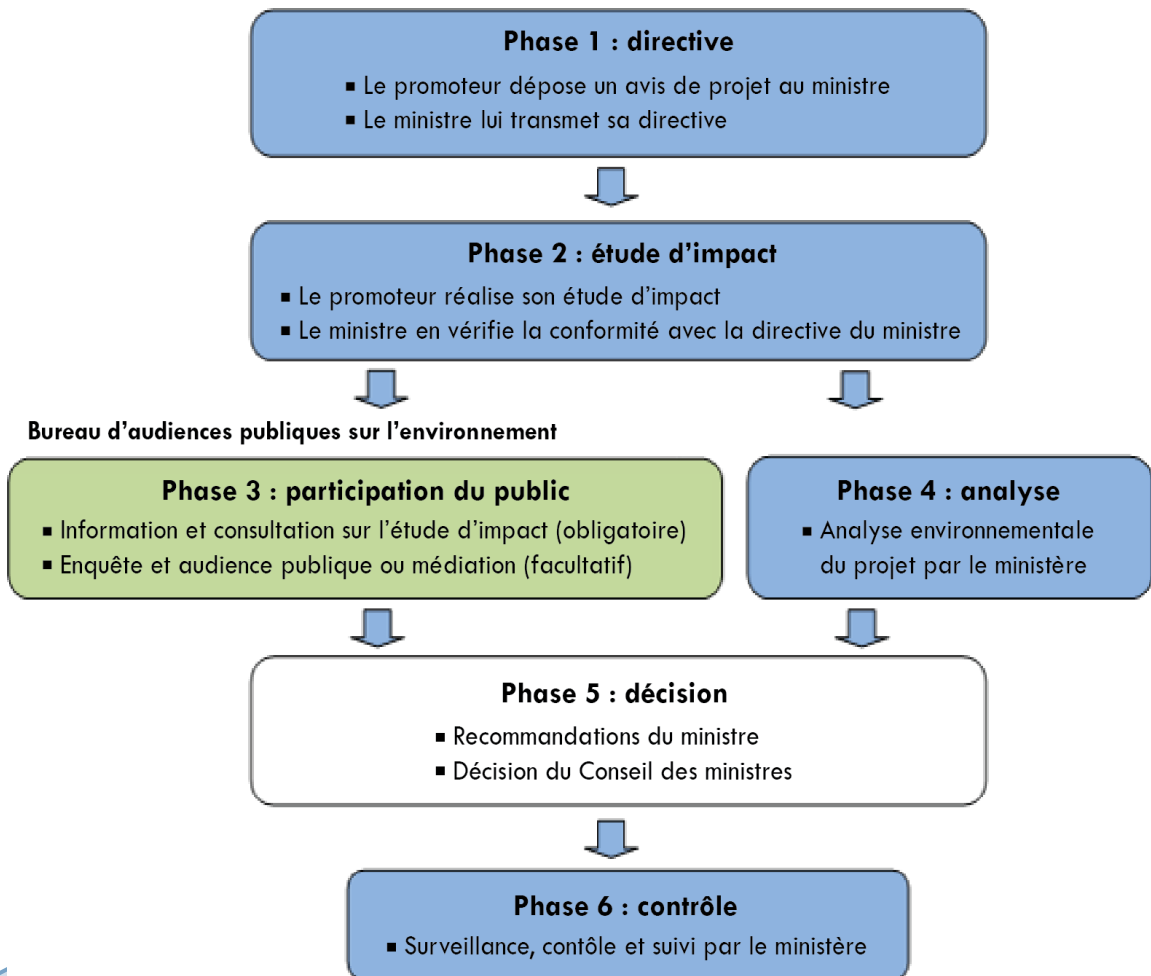 Phase 1 : directive
▪ Le promoteur dépose un avis de projet au ministre
▪ Le ministre lui transmet sa directive
Phase 2 : étude d'impact
▪ Le promoteur réalise son étude d'impact
▪ Le ministre en vérifie la conformité avec la directive du ministre
Bureau d'audiences publiques sur l'environnement
Phase 3 : participation du public
▪ Information et consultation sur l'étude d'impact (obligatoire)
▪ Enquête et audience publique ou médiation (facultatif)
Phase 4 : analyse
▪ Analyse environnementale
du projet par le ministère
Phase 5 : décision
▪ Recommandations du ministre
▪ Décision du Conseil des ministres
Phase 6 : contrôle
▪ Surveillance, contôle et suivi par le ministère